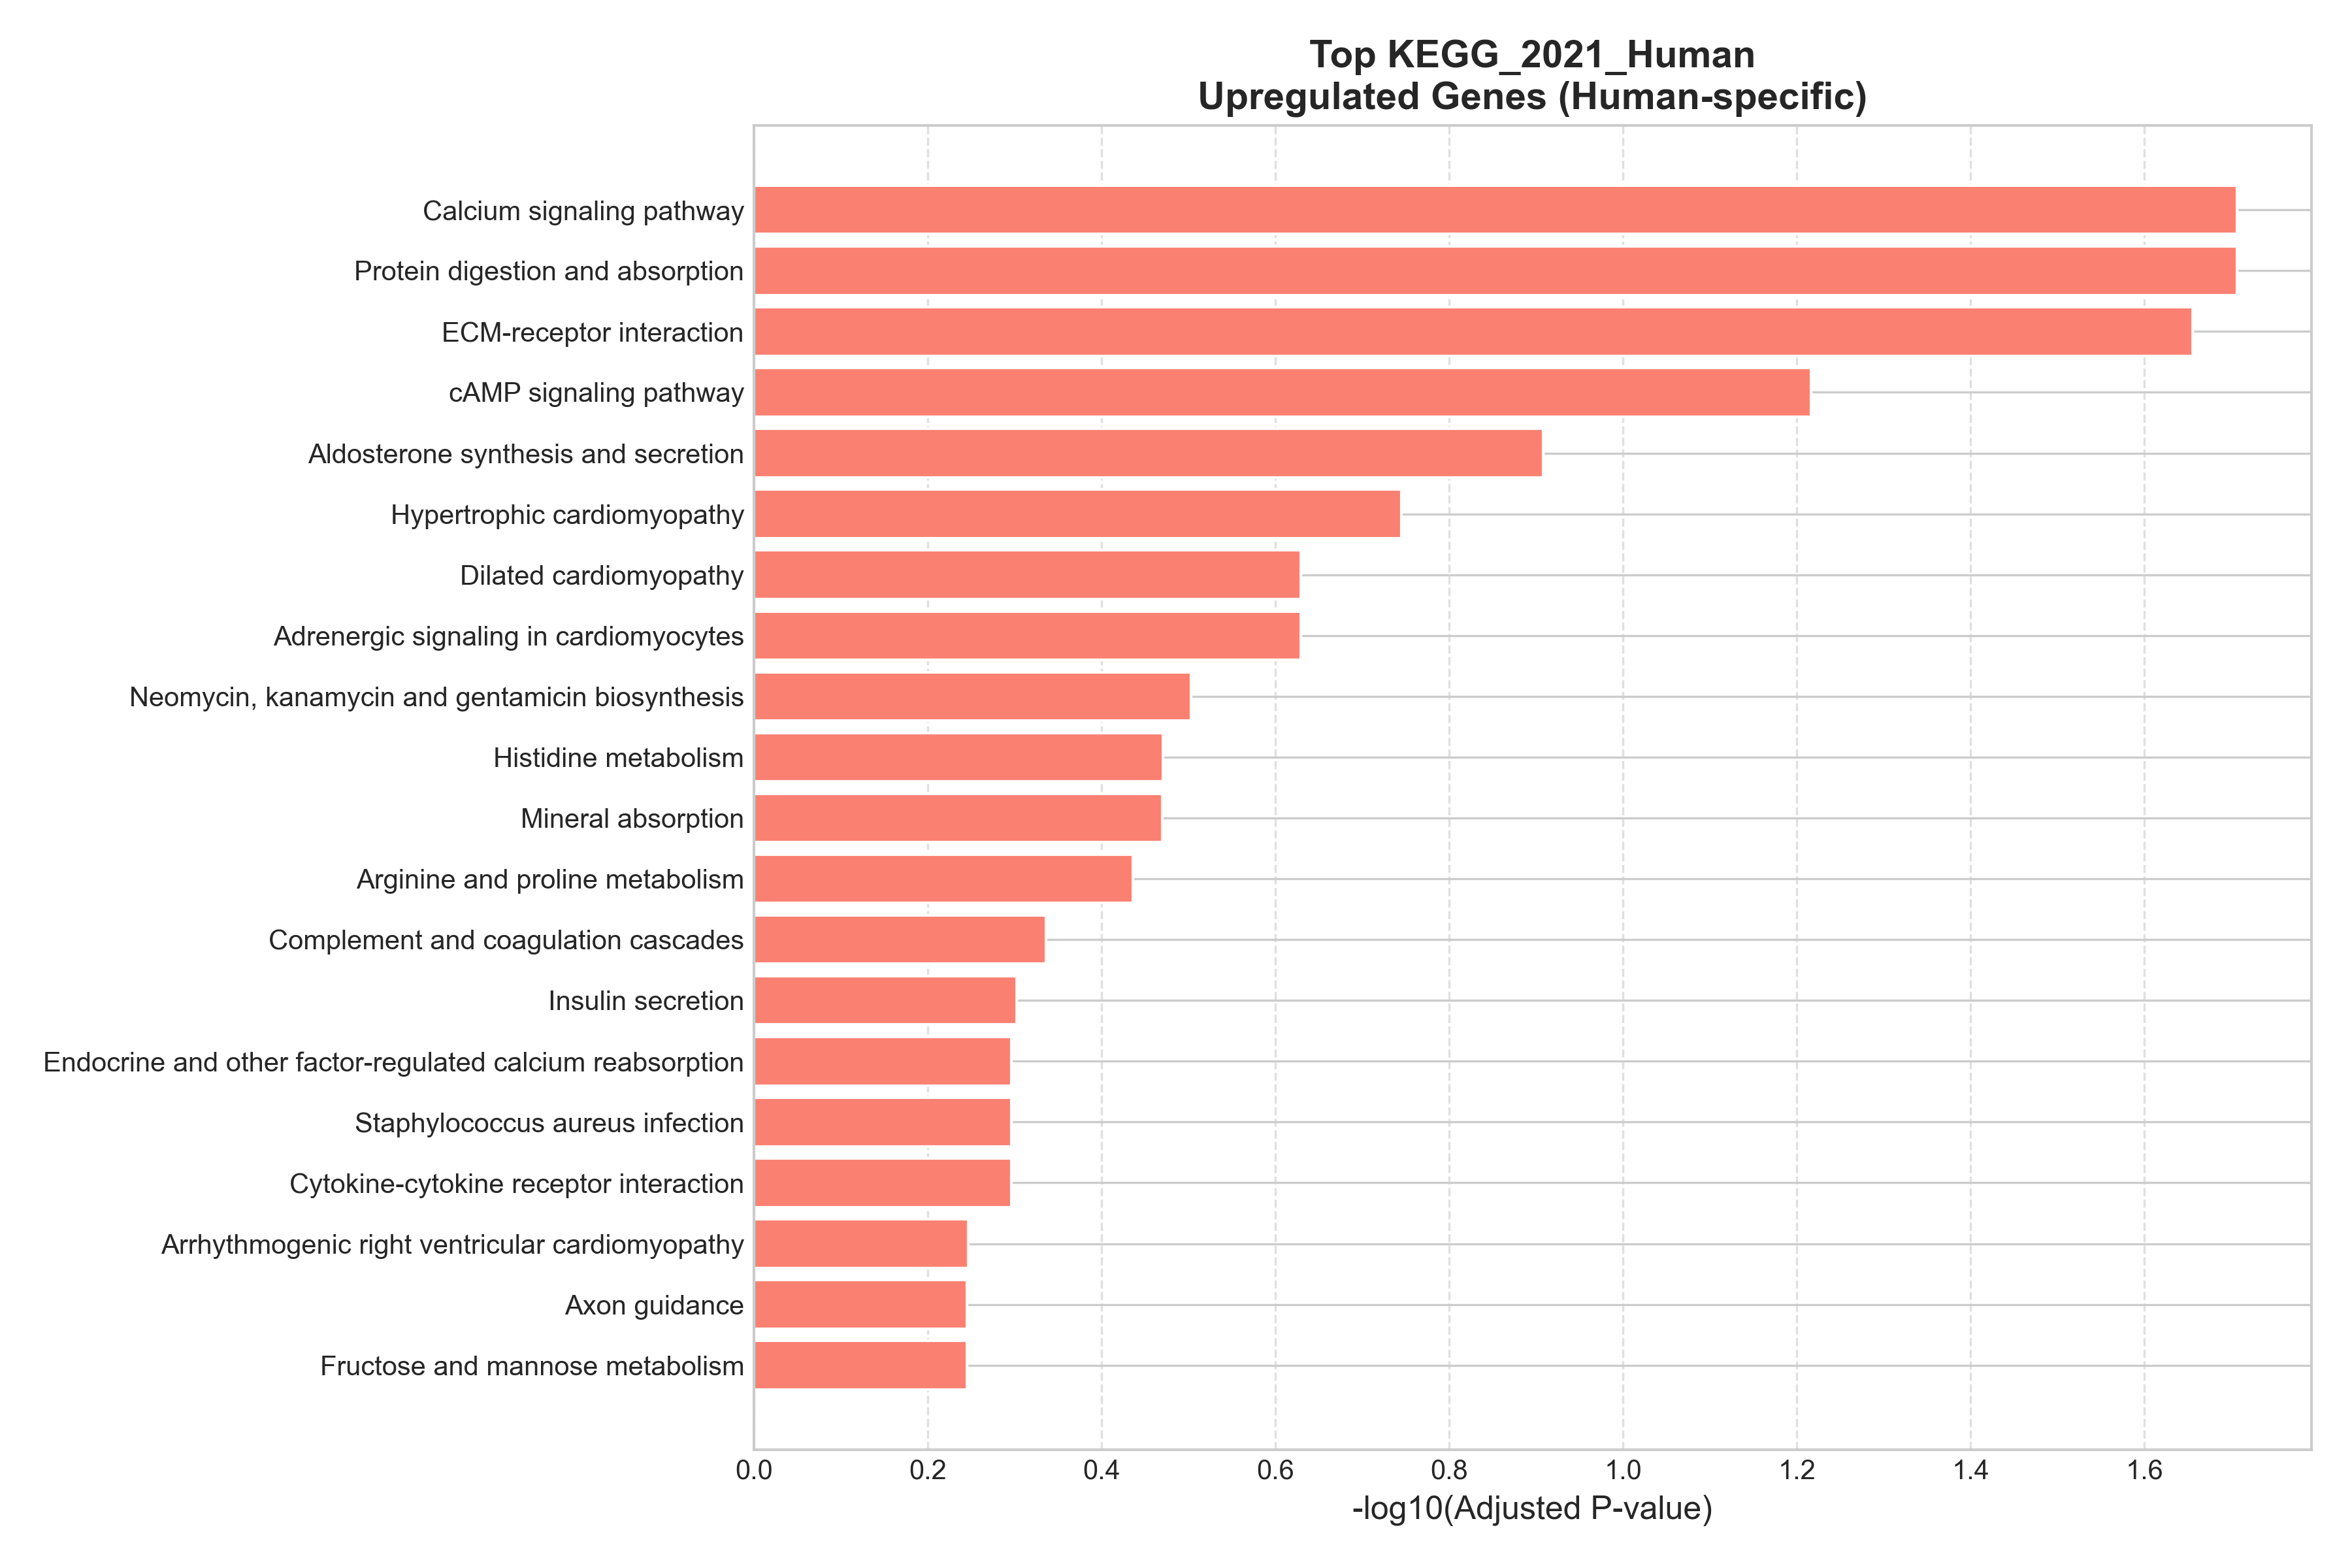 Top KEGG_2021_Human
Upregulated Genes (Human-specific)
Calcium signaling pathway
Protein digestion and absorption
ECM-receptor interaction
cAMP signaling pathway
Aldosterone synthesis and secretion
Hypertrophic cardiomyopathy
Dilated cardiomyopathy
Adrenergic signaling in cardiomyocytes
Neomycin, kanamycin and gentamicin biosynthesis
Histidine metabolism
Mineral absorption
Arginine and proline metabolism
Complement and coagulation cascades
Insulin secretion
Endocrine and other factor-regulated calcium reabsorption
Staphylococcus aureus infection
Cytokine-cytokine receptor interaction
Arrhythmogenic right ventricular cardiomyopathy
Axon guidance
Fructose and mannose metabolism
0.0 0.2 0.4 0.6 0.8 1.0 1.2 1.4 1.6
-log10(Adjusted P-value)